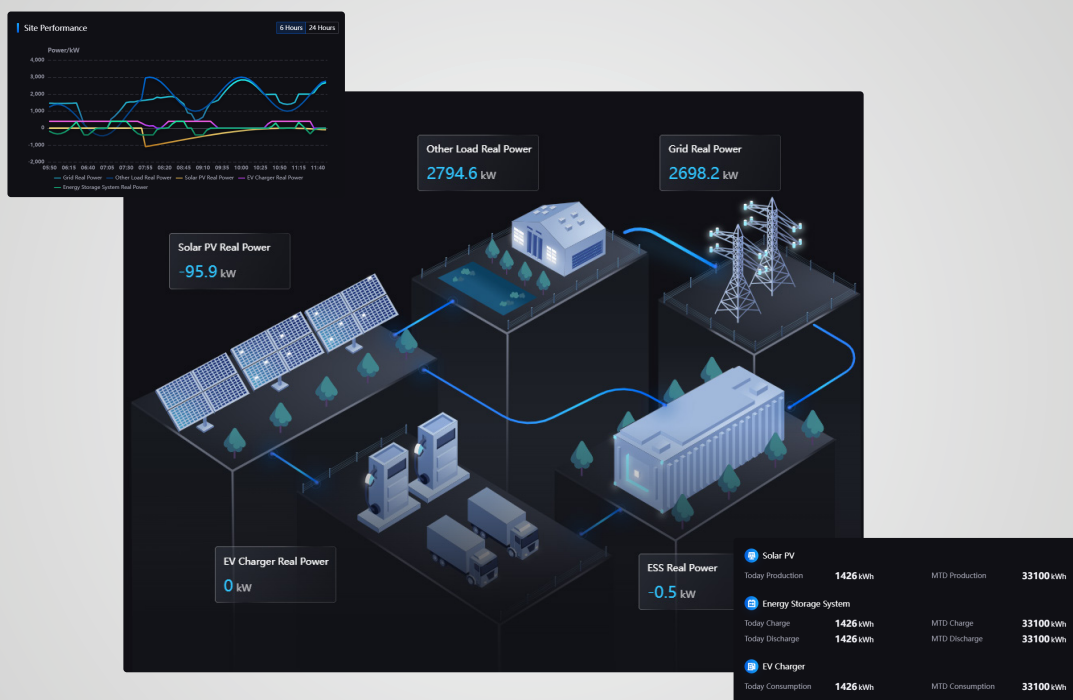 Site Performance
6 Hours 24 Hours
Power/kW
4,000
3,000
2,000
1,000
0
-1,000
-2,000
05:50 06:15 06:40 07:05 07:30 07:55 08:20 08:45 09:10 09:35 10:00 10:25 10:50 11:15 11:40
Grid Real Power Other Load Real Power Solar PV Real Power EV Charger Real Power
Energy Storage System Real Power
Other Load Real Power
2794.6 kW
Grid Real Power
2698.2 kW
Solar PV Real Power
-95.9 kW
EV Charger Real Power
0 kW
ESS Real Power
-0.5 kW
Solar PV
Today Production 1426 kWh MTD Production 33100 kWh
Energy Storage System
Today Charge 1426 kWh MTD Charge 33100 kWh
Today Discharge 1426 kWh MTD Discharge 33100 kWh
EV Charger
Today Consumption 1426 kWh MTD Consumption 33100 kWh